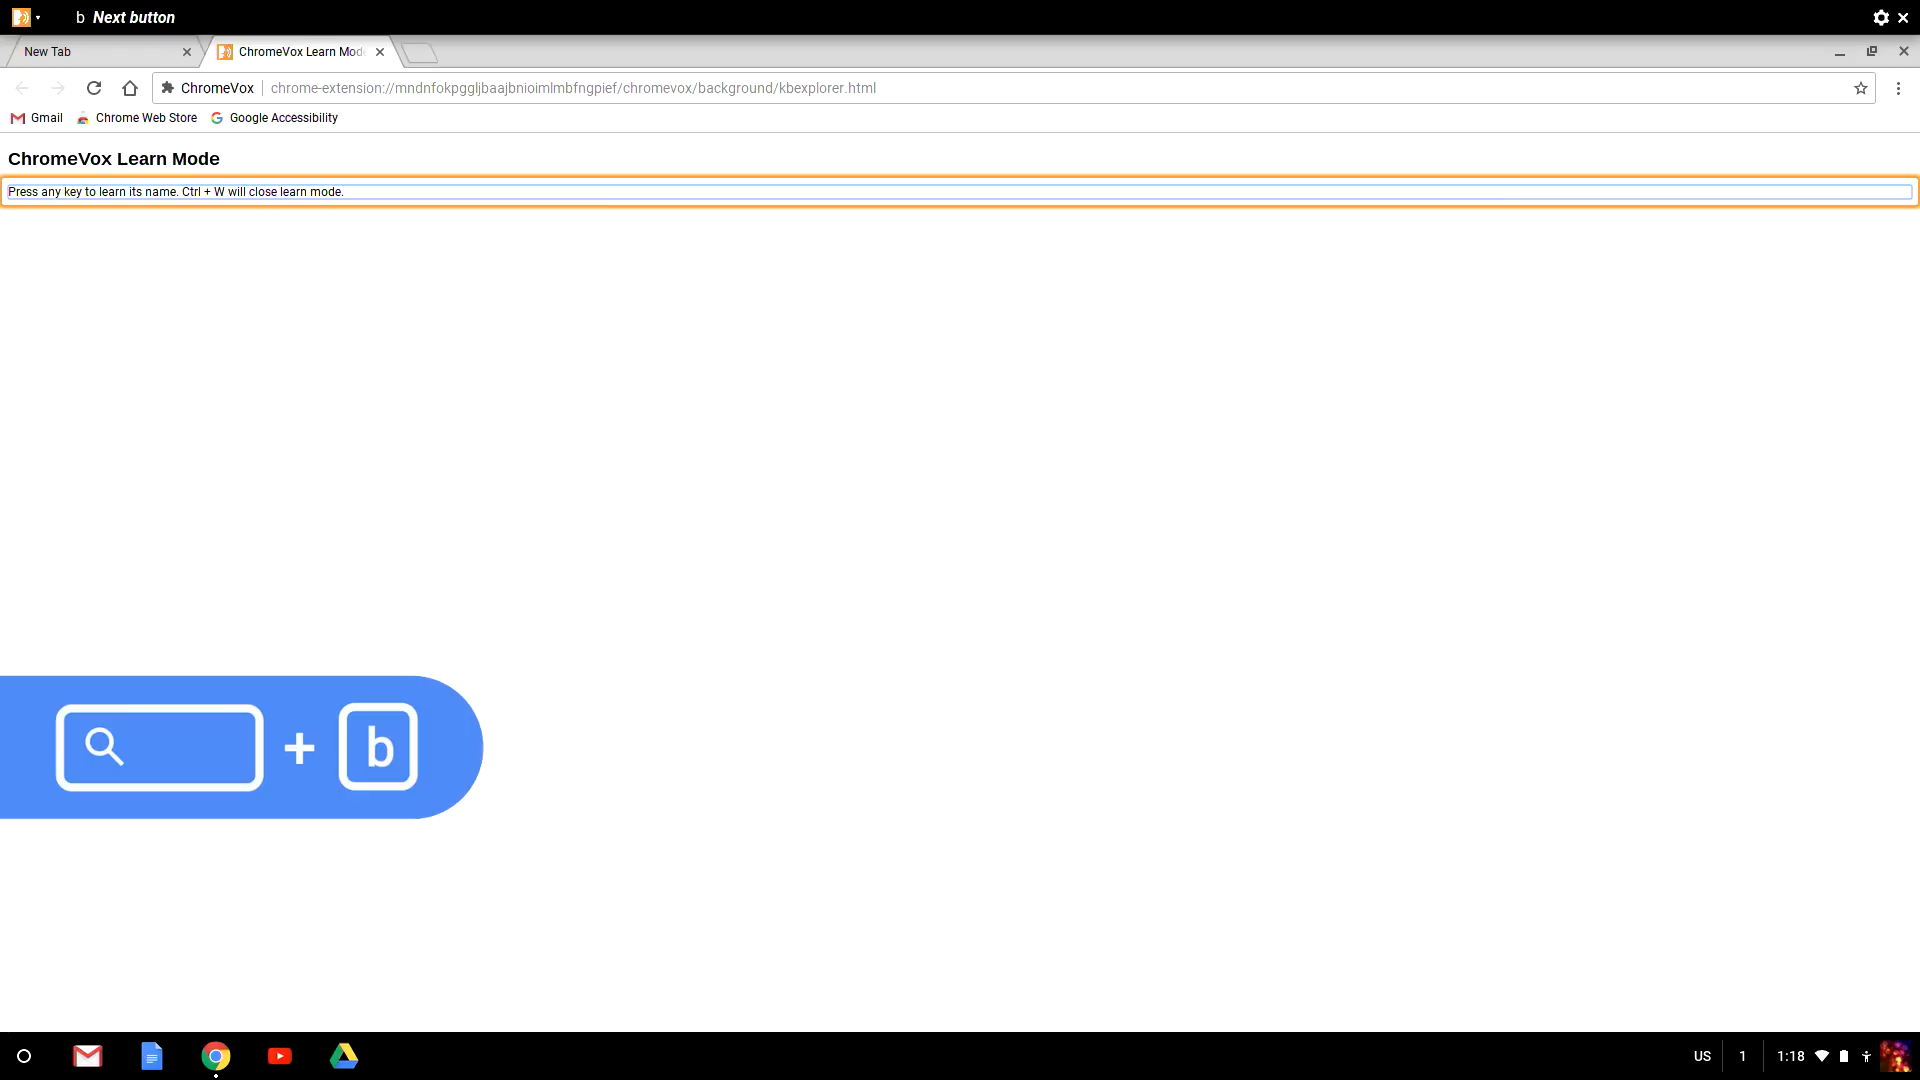 b Next button
New Tab
ChromeVox Learn Mod
ChromeVox chrome-extension://mndnfokpggljbaajbnioimlmbfngpief/chromevox/background/kbexplorer.html
Gmail Chrome Web Store Google Accessibility
ChromeVox Learn Mode
Press any key to learn its name. Ctrl + W will close learn mode.
+ b
US 1 1:18